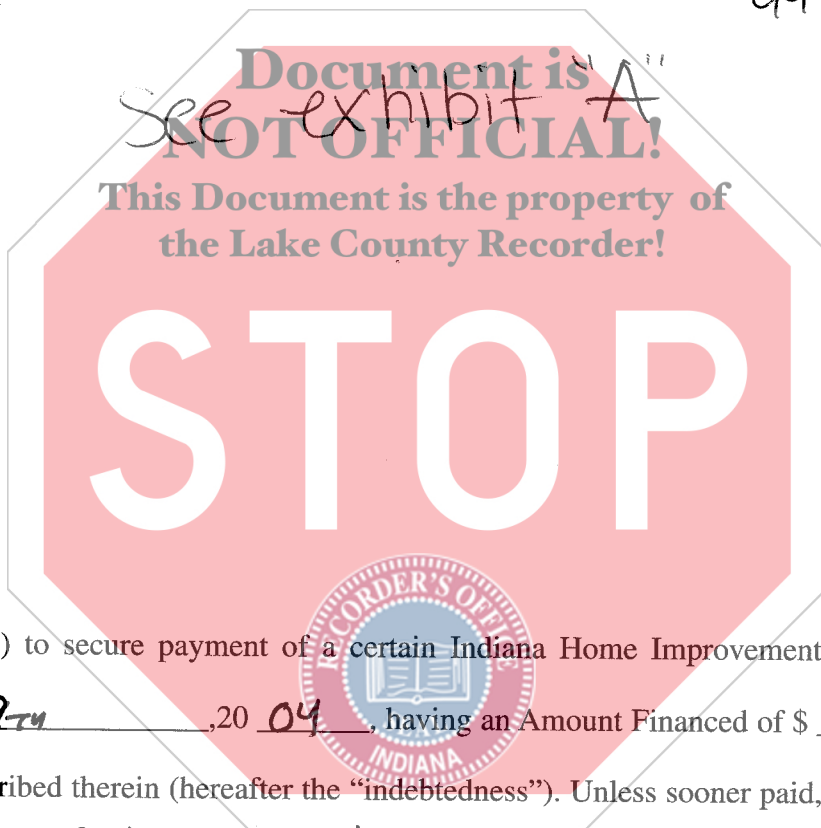 Document is
See exhibit "A"
NOT OFFICIAL!
This Document is the property of
the Lake County Recorder!
STOP
RECORDER'S OFFICE
) to secure payment of a certain Indiana Home Improvement
,20 04 , having an Amount Financed of $
INDIANA
ribed therein (hereafter the “indebtedness”). Unless sooner paid,